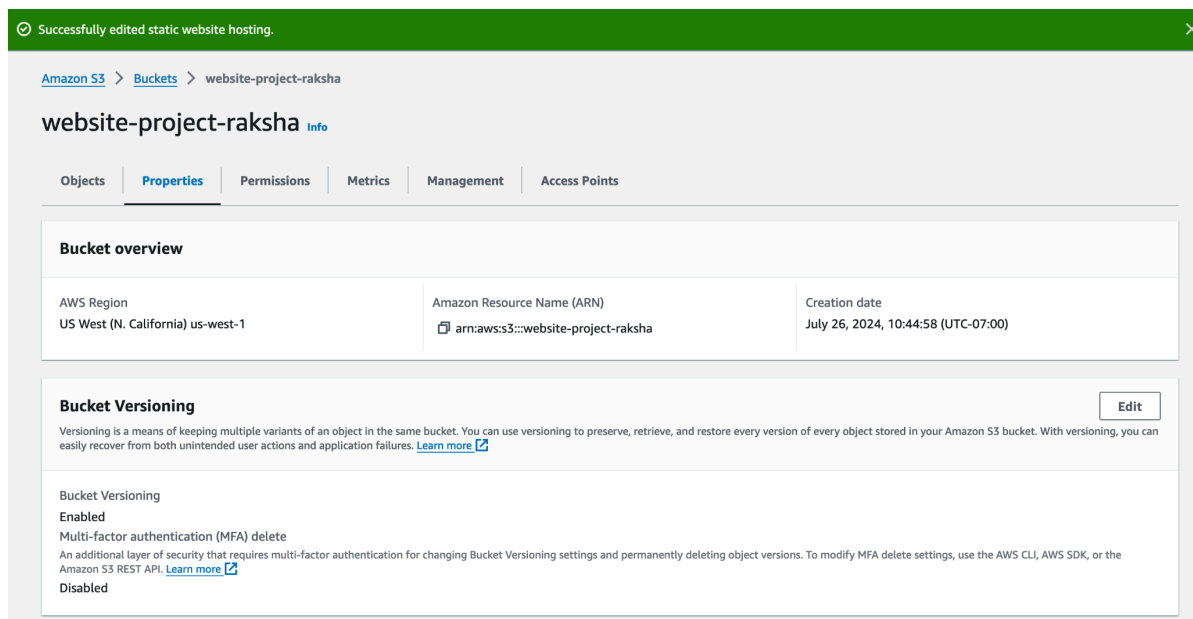 Successfully edited static website hosting.
Amazon S3 > Buckets > website-project-raksha
website-project-raksha Info
Objects Properties Permissions Metrics Management Access Points
Bucket overview
AWS Region
US West (N. California) us-west-1
Amazon Resource Name (ARN)
arn:aws:s3:::website-project-raksha
Creation date
July 26, 2024, 10:44:58 (UTC-07:00)
Bucket Versioning
Edit
Versioning is a means of keeping multiple variants of an object in the same bucket. You can use versioning to preserve, retrieve, and restore every version of every object stored in your Amazon S3 bucket. With versioning, you can
easily recover from both unintended user actions and application failures. Learn more
Bucket Versioning
Enabled
Multi-factor authentication (MFA) delete
An additional layer of security that requires multi-factor authentication for changing Bucket Versioning settings and permanently deleting object versions. To modify MFA delete settings, use the AWS CLI, AWS SDK, or the
Amazon S3 REST API. Learn more
Disabled